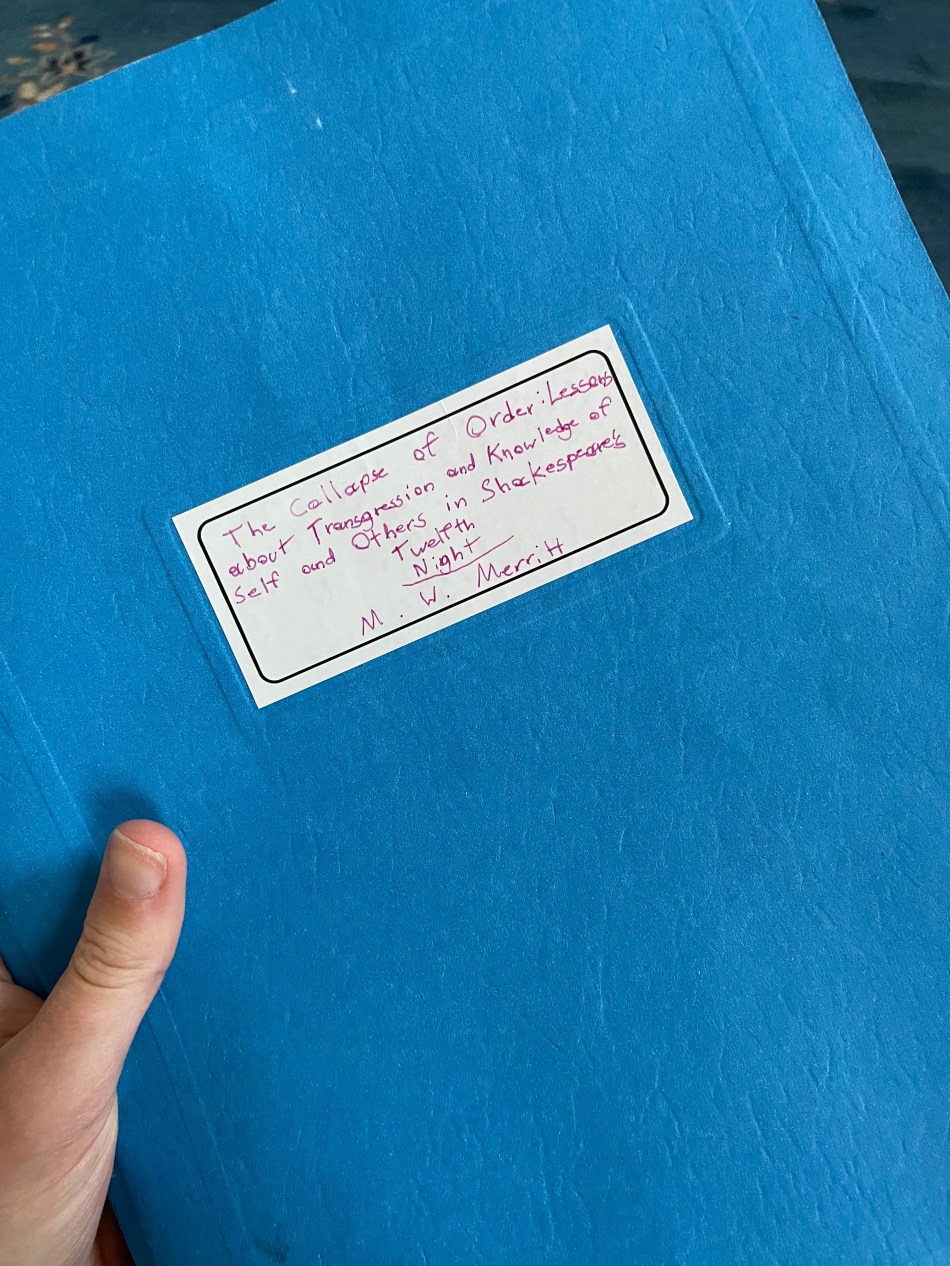 The Collapse of Order: Lessons
about Transgression and Knowledge of
Self and Others in Shakespeare's
Twelfth
Night
M. W. Merritt